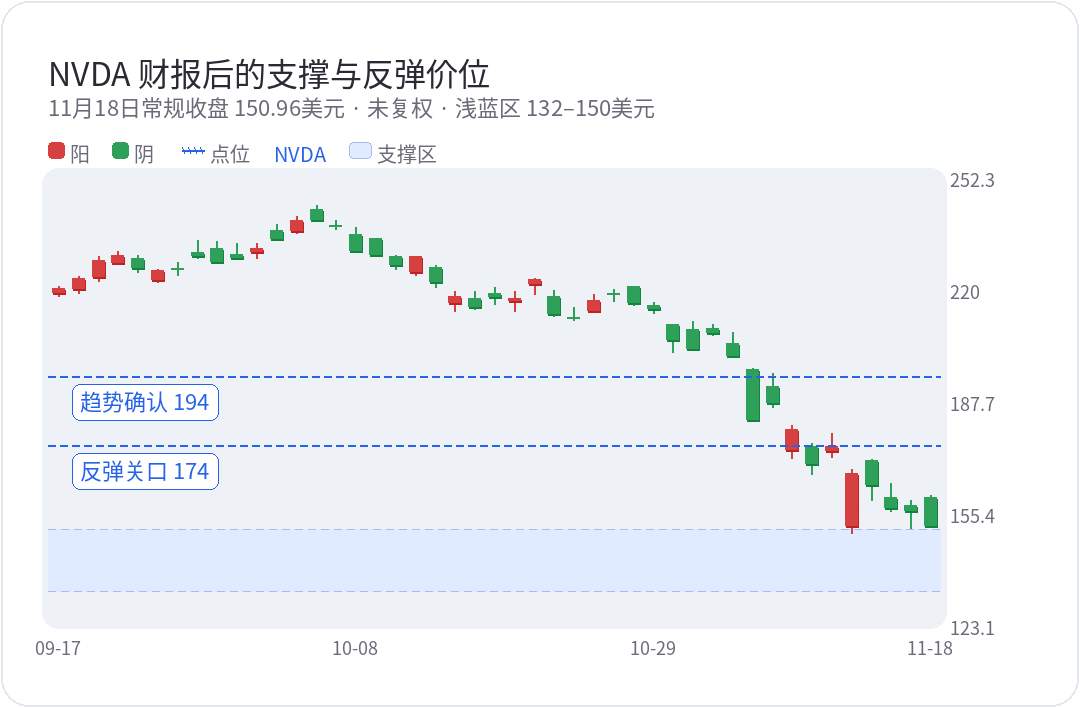 NVDA 财报后的支撑与反弹价位
11月18日常规收盘 150.96美元 · 未复权 · 浅蓝区 132–150美元
阳 阴 点位 NVDA 支撑区
252.3
220
趋势确认 194
187.7
反弹关口 174
155.4
123.1
09-17 10-08 10-29 11-18